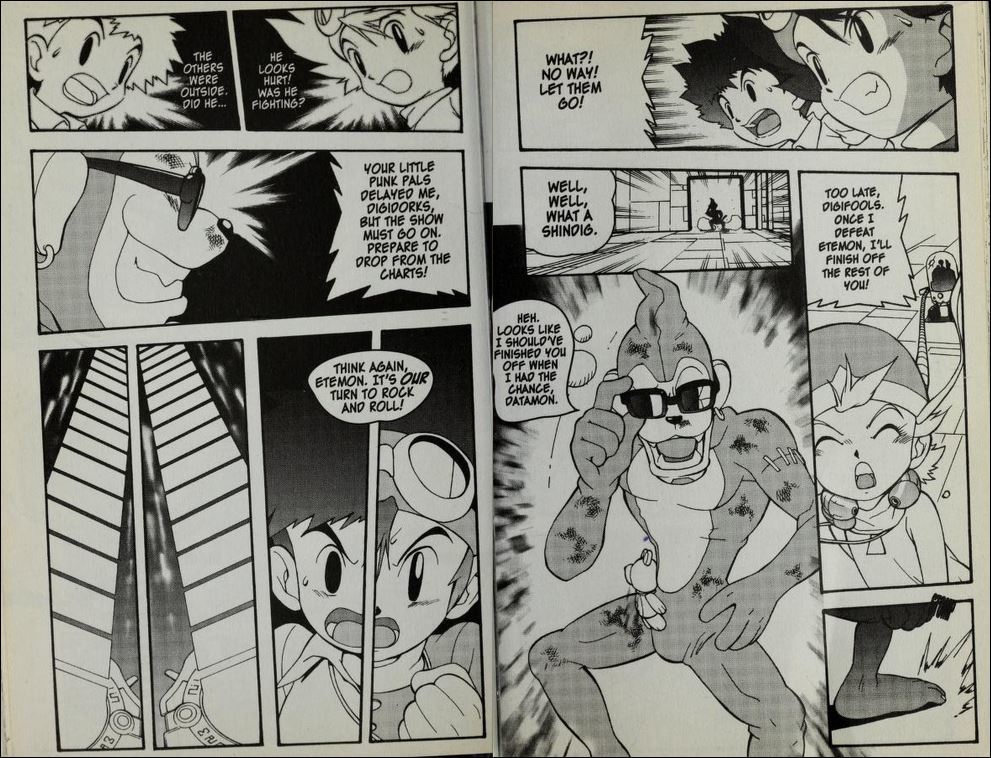 WHAT?!
NO WAY!
LET THEM
GO!
TOO LATE,
DIGIFOOLS.
ONCE I
DEFEAT
ETEMON, I'LL
FINISH OFF
THE REST OF
YOU!
WELL,
WELL,
WHAT A
SHINDIG.
HEH.
LOOKS LIKE
I SHOULD'VE
FINISHED YOU
OFF WHEN
I HAD THE
CHANCE,
DATAMON.
HE
LOOKS
HURT!
WAS HE
FIGHTING?
THE
OTHERS
WERE
OUTSIDE.
DID HE...
YOUR LITTLE
PUNK PALS
DELAYED ME,
DIGIDORKS,
BUT THE SHOW
MUST GO ON.
PREPARE TO
DROP FROM THE
CHARTS!
THINK AGAIN,
ETEMON. IT'S OUR
TURN TO ROCK
AND ROLL!